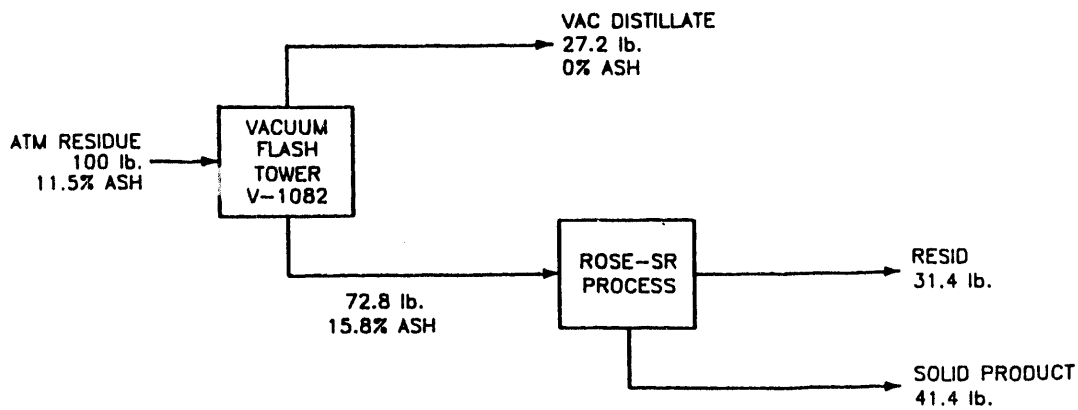 VAC DISTILLATE
27.2 lb.
0% ASH
ATM RESIDUE
100 lb.
11.5% ASH
VACUUM
FLASH
TOWER
V-1082
72.8 lb.
15.8% ASH
ROSE-SR
PROCESS
RESID
31.4 lb.
SOLID PRODUCT
41.4 lb.